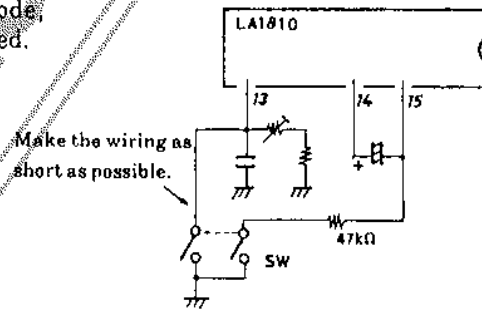 ode,
ed.
LA1810
13
14
15
Make the wiring as
short as possible.
+
47kΩ
SW